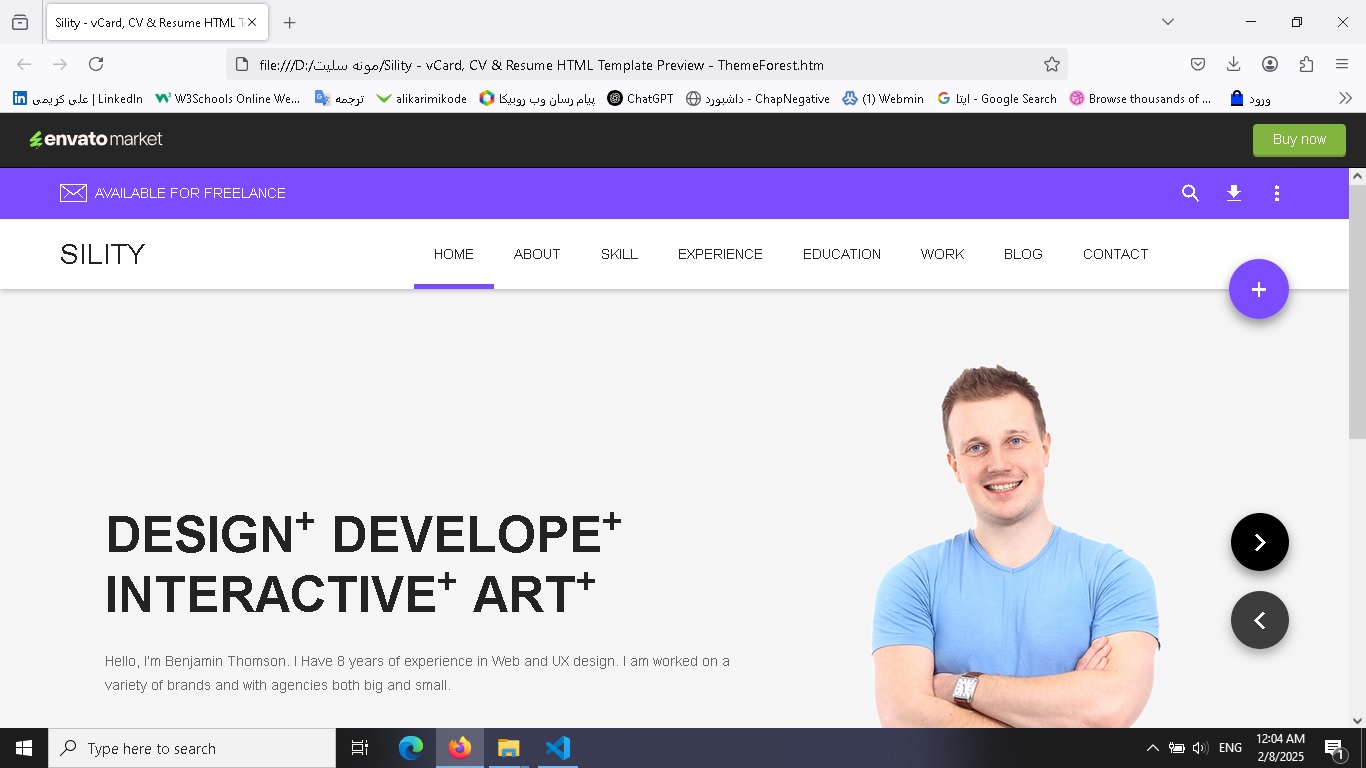 Sility - vCard, CV & Resume HTML T
file:///D:/مونه سلیت/Sility - vCard, CV & Resume HTML Template Preview - ThemeForest.htm
علی کریمی | LinkedIn
W3Schools Online We...
ترجمه
alikarimikode
پیام رسان وب روبیکا
ChatGPT
داشبورد - ChapNegative
(1) Webmin
ایتا - Google Search
Browse thousands of ...
ورود
envato market
Buy now
AVAILABLE FOR FREELANCE
SILITY
HOME ABOUT SKILL EXPERIENCE EDUCATION WORK BLOG CONTACT
+
DESIGN+ DEVELOPE+
INTERACTIVE+ ART+
Hello, I'm Benjamin Thomson. I Have 8 years of experience in Web and UX design. I am worked on a
variety of brands and with agencies both big and small.
Type here to search
ENG
12:04 AM
2/8/2025
1